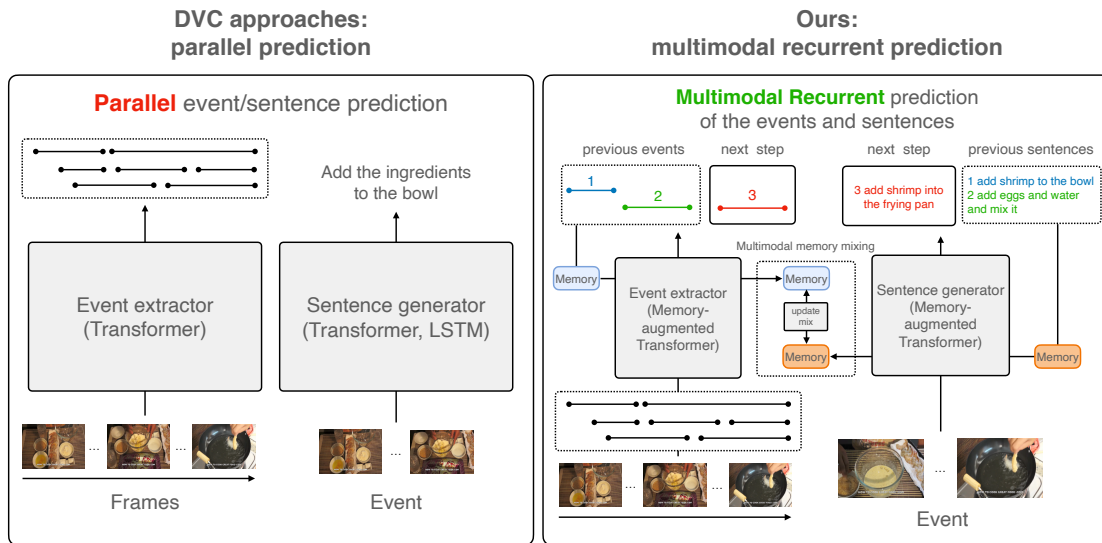 DVC approaches:
parallel prediction
Parallel event/sentence prediction
Add the ingredients
to the bowl
Event extractor
(Transformer)
Sentence generator
(Transformer, LSTM)
...
...
...
Frames
Event
Ours:
multimodal recurrent prediction
Multimodal Recurrent prediction
of the events and sentences
previous events
next step
next step
previous sentences
1
2
3
3 add shrimp into
the frying pan
1 add shrimp to the bowl
2 add eggs and water
and mix it
Multimodal memory mixing
Memory
Event extractor
(Memory-
augmented
Transformer)
Memory
update
mix
Memory
Sentence generator
(Memory-
augmented
Transformer)
Memory
...
...
...
Event